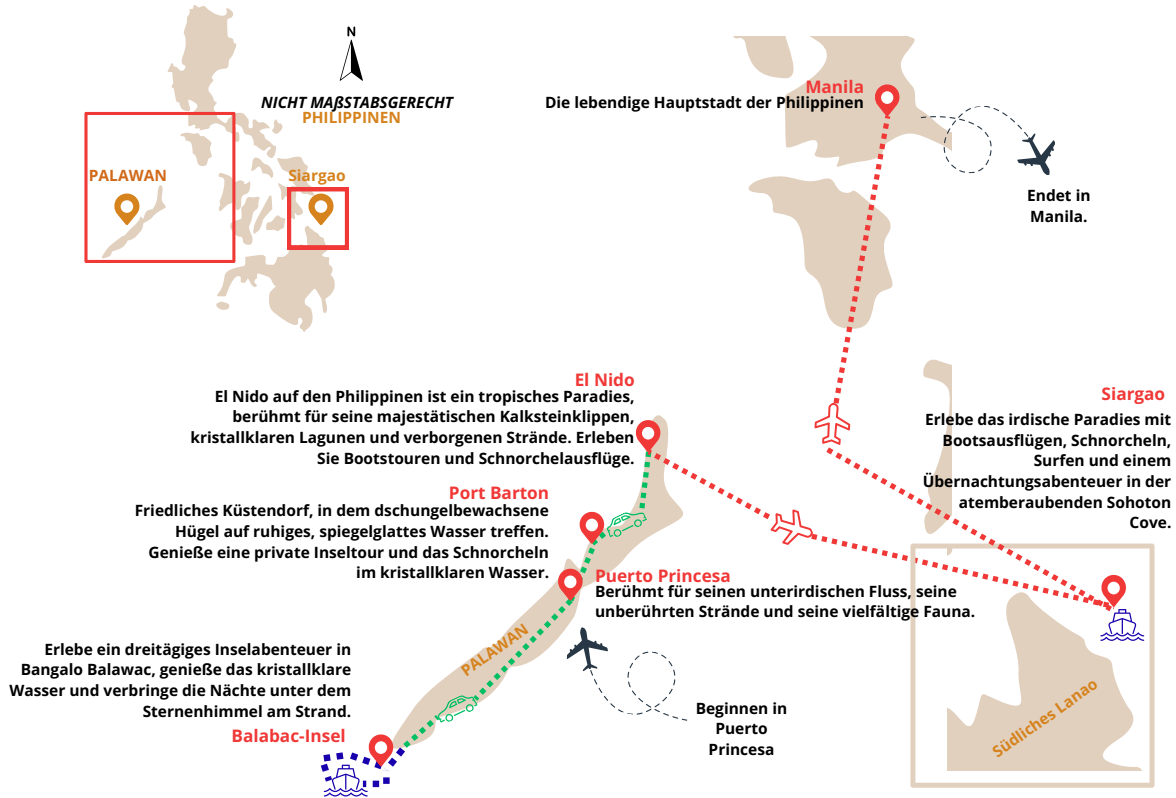 N
NICHT MAẞSTABSGERECHT
PHILIPPINEN
PALAWAN
Siargao
Manila
Die lebendige Hauptstadt der Philippinen
Endet in
Manila.
El Nido
El Nido auf den Philippinen ist ein tropisches Paradies,
berühmt für seine majestätischen Kalksteinklippen,
kristallklaren Lagunen und verborgenen Strände. Erleben
Sie Bootstouren und Schnorchelausflüge.
Siargao
Erlebe das irdische Paradies mit
Bootsausflügen, Schnorcheln,
Surfen und einem
Übernachtungsabenteuer in der
atemberaubenden Sohoton
Cove.
Port Barton
Friedliches Küstendorf, in dem dschungelbewachsene
Hügel auf ruhiges, spiegelglattes Wasser treffen.
Genieße eine private Inseltour und das Schnorcheln
im kristallklaren Wasser.
Puerto Princesa
Berühmt für seinen unterirdischen Fluss, seine
unberührten Strände und seine vielfältige Fauna.
PALAWAN
Erlebe ein dreitägiges Inselabenteuer in
Bangalo Balawac, genieße das kristallklare
Wasser und verbringe die Nächte unter dem
Sternenhimmel am Strand.
Balabac-Insel
Beginnen in
Puerto
Princesa
Südliches Lanao